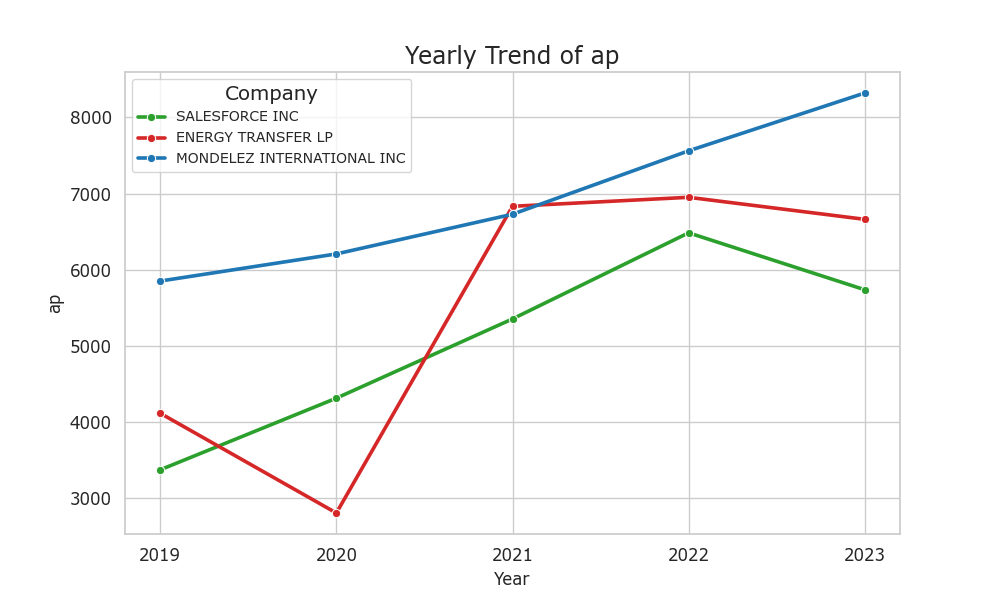 Yearly Trend of ap
Company
SALESFORCE INC
ENERGY TRANSFER LP
MONDELEZ INTERNATIONAL INC
8000
7000
6000
5000
4000
3000
ap
2019 2020 2021 2022 2023
Year